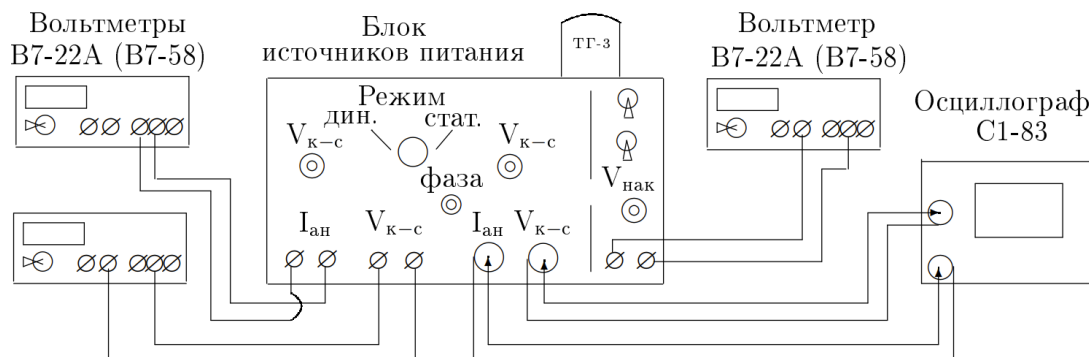 Вольтметры
В7-22А (В7-58)
Блок
источников питания
ТГ-3
Вольтметр
В7-22А (В7-58)
Осциллограф
С1-83
Режим
дин.
стат.
Vк−с
Vк−с
фаза
Vнак
Iан
Vк−с
Iан
Vк−с